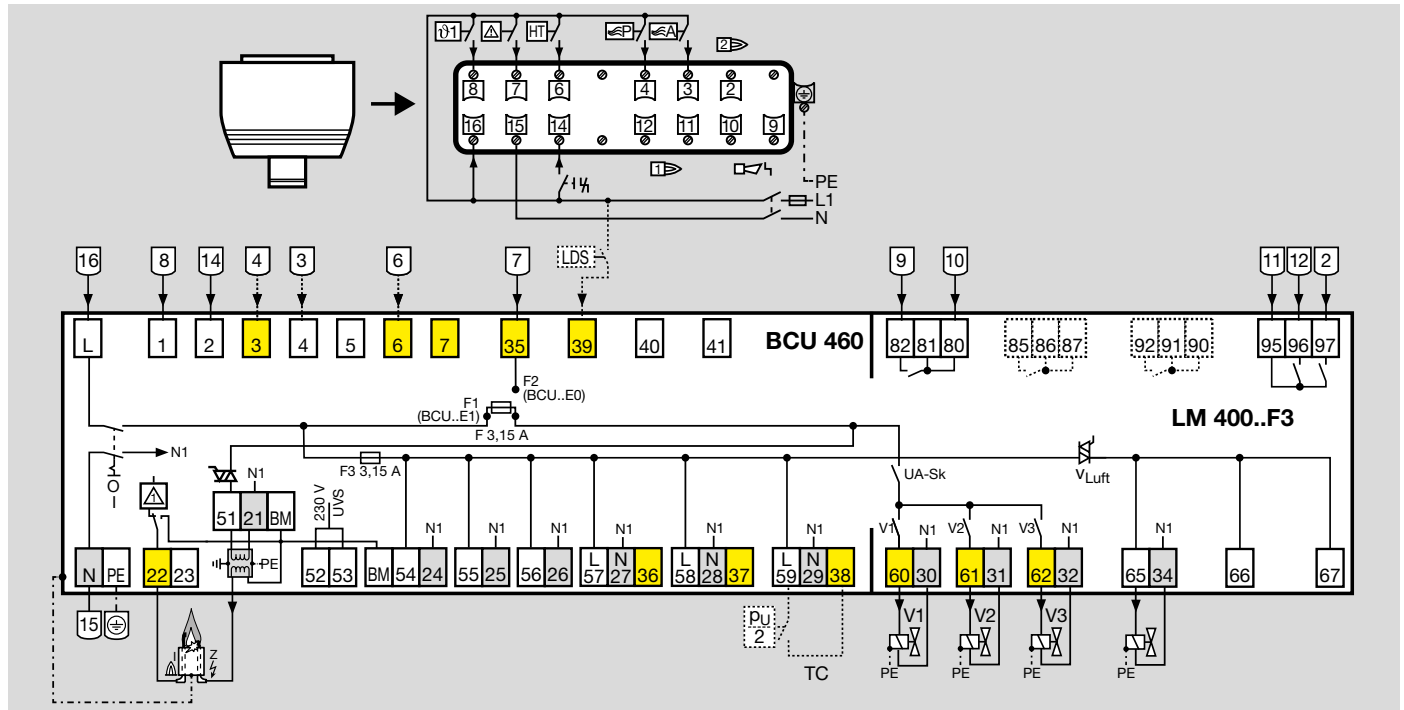 ϑ1 HT P A 2
8 7 6 4 3 2
16 15 14 12 11 10 9
1
PE
L1
N
LDS
16 8 14 4 3 6 7 9 10 11 12 2
L 1 2 3 4 5 6 7 35 39 40 41 BCU 460 82 81 80 85 86 87 92 91 90 95 96 97
F2
(BCU..E0)
F1
(BCU..E1)
F 3,15 A
LM 400..F3
N1
F3 3,15 A
UA-Sk
vLuft
O
I
N1
51 21 BM
230 V
UVS
PE
N1 N1 N1 N1 N1 N1 V1 N1 V2 N1 V3 N1 N1
N PE 22 23 52 53 BM 54 24 55 25 56 26 L 57 N 27 36 L 58 N 28 37 L 59 N 29 38 60 30 61 31 62 32 65 34 66 67
15
I Z
pU
2
TC
V1 V2 V3
PE PE PE PE